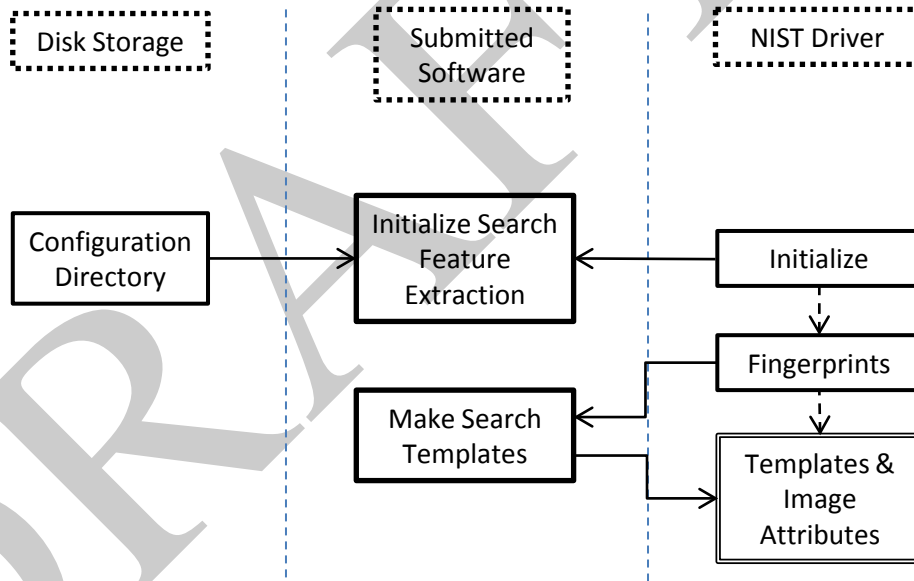 Disk Storage
Submitted
Software
NIST Driver
Configuration
Directory
Initialize Search
Feature
Extraction
Initialize
Fingerprints
Make Search
Templates
Templates &
Image
Attributes
DRAFT